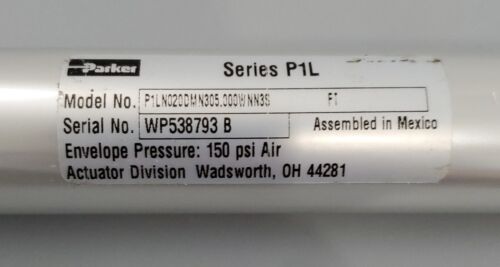 Parker
Series P1L
Model No. P1LN020DMN305.000WNN3S FT
Serial No. WP538793 B Assembled in Mexico
Envelope Pressure: 150 psi Air
Actuator Division Wadsworth, OH 44281